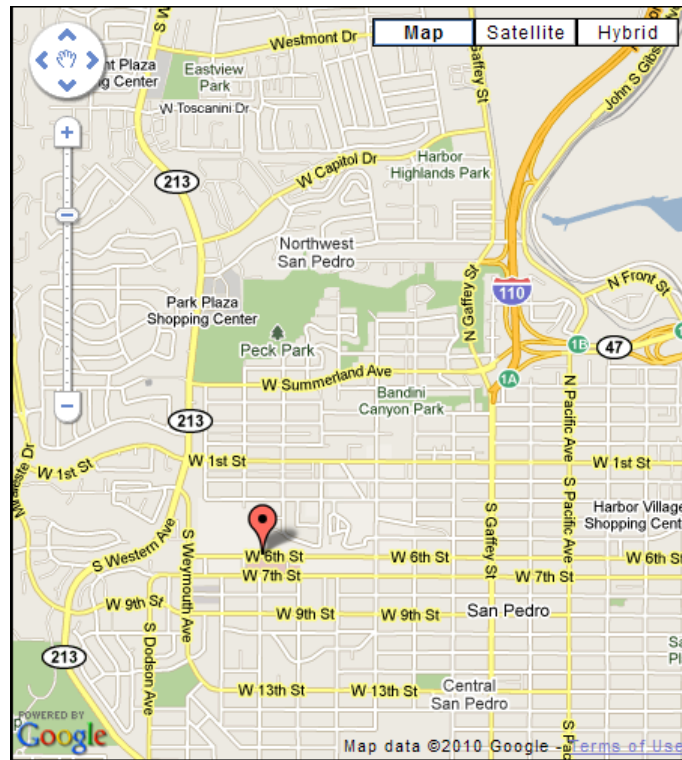 Map
Satellite
Hybrid
Westmont Dr
S M
nt Plaza
g Center
Eastview
Park
W Toscanini Dr
Gaffey St
John S Gibs
W Capitol Dr
Harbor
Highlands Park
213
Northwest
San Pedro
110
N Front St
Park Plaza
Shopping Center
N Gaffey St
Peck Park
1B
47
W Summerland Ave
1A
Bandini
Canyon Park
N Pacific Ave
213
W 1st St
W 1st St
W 1st St
S Pacific Ave
S Gaffey St
Harbor Village
Shopping Cent
S Western Ave
S Weymouth Ave
W 6th St
W 6th St
W 6th St
W 7th St
W 7th St
W 9th St
W 9th St
W 9th St
San Pedro
S Dodson Ave
213
Sa
Pl
W 13th St
W 13th St
Central
San Pedro
S Pac
POWERED BY
Google
Map data ©2010 Google - Terms of Use